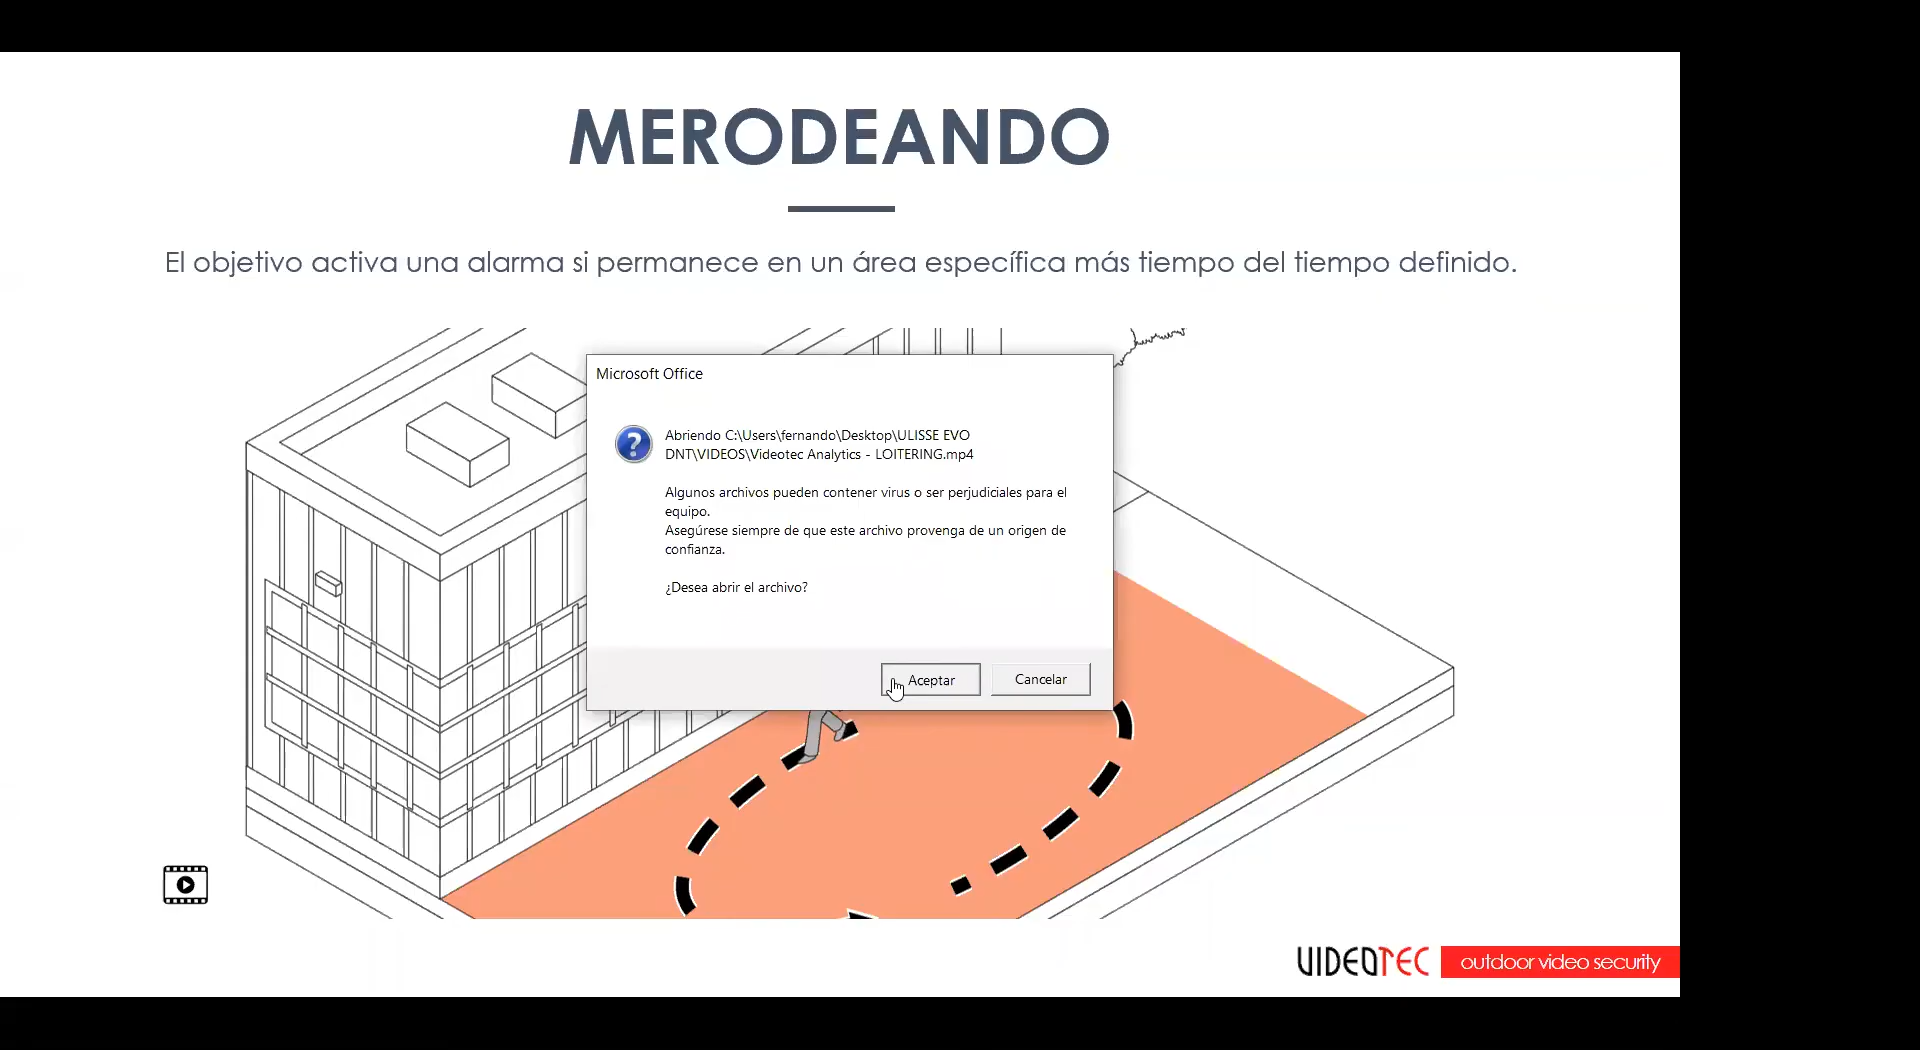 MERODEANDO
El objetivo activa una alarma si permanece en un área específica más tiempo del tiempo definido.
Microsoft Office
Abriendo C:\Users\fernando\Desktop\ULISSE EVO
DNT\VIDEOS\Videotec Analytics - LOITERING.mp4
Algunos archivos pueden contener virus o ser perjudiciales para el
equipo.
Asegúrese siempre de que este archivo provenga de un origen de
confianza.
¿Desea abrir el archivo?
Aceptar
Cancelar
VIDEOTEC
outdoor video security